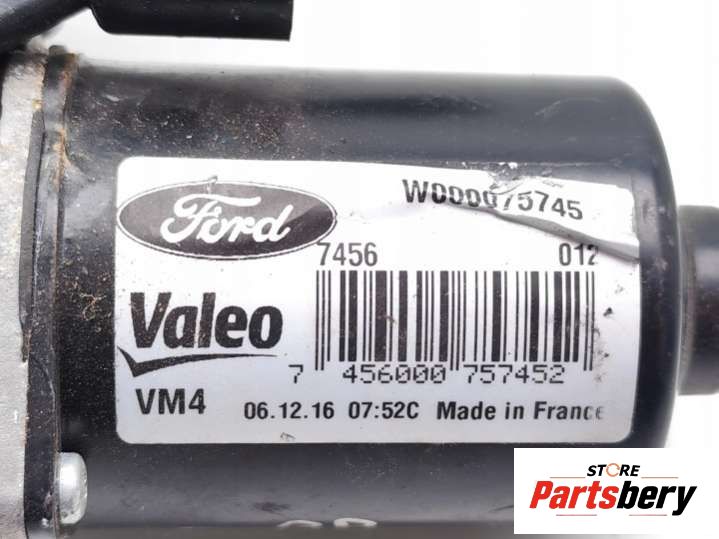 Ford
W000075745
7456 012
Valeo
7 456000 757452
VM4 06.12.16 07:52C Made in France
STORE
Partsbery